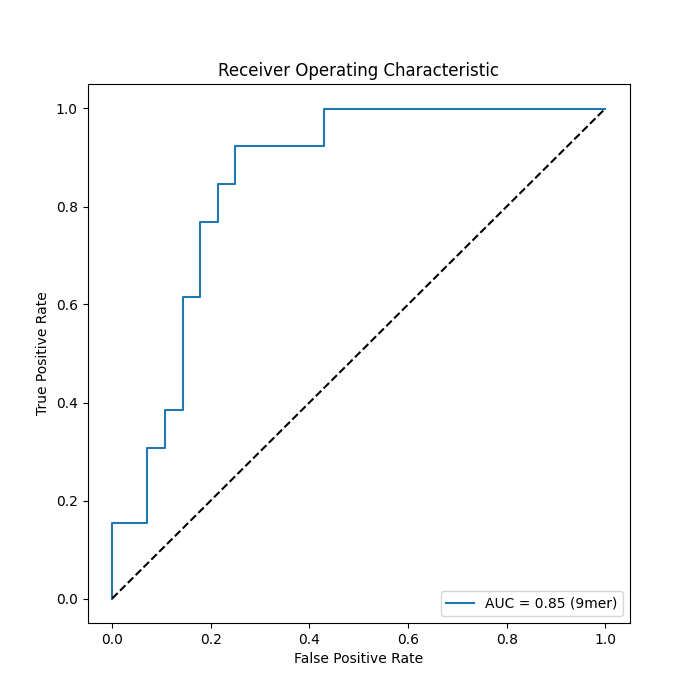 Receiver Operating Characteristic
1.0
0.8
0.6
0.4
0.2
0.0
True Positive Rate
AUC = 0.85 (9mer)
0.0 0.2 0.4 0.6 0.8 1.0
False Positive Rate